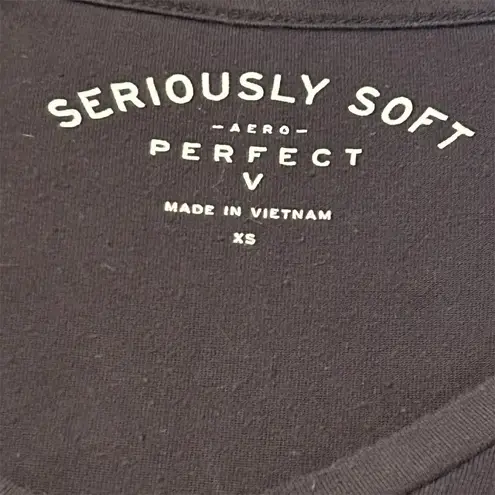 SERIOUSLY SOFT
-AERO-
PERFECT
V
MADE IN VIETNAM
XS